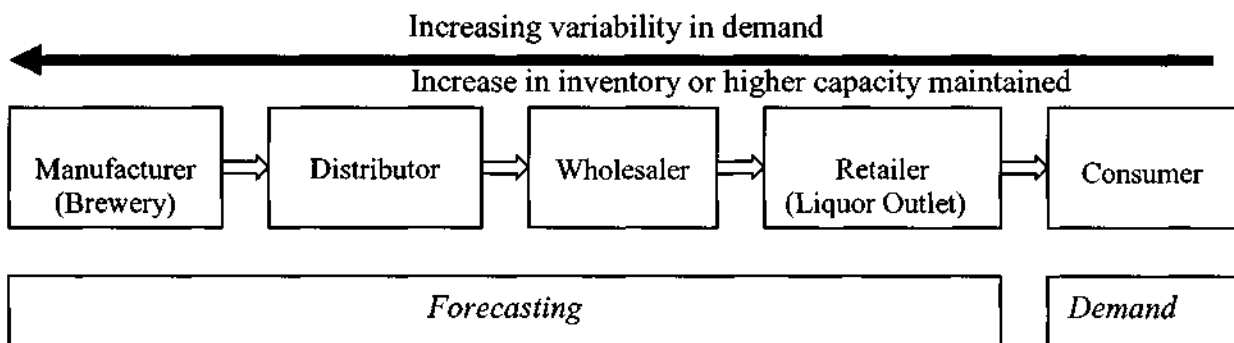 Increasing variability in demand
Increase in inventory or higher capacity maintained
Manufacturer
(Brewery)
Distributor
Wholesaler
Retailer
(Liquor Outlet)
Consumer
Forecasting
Demand